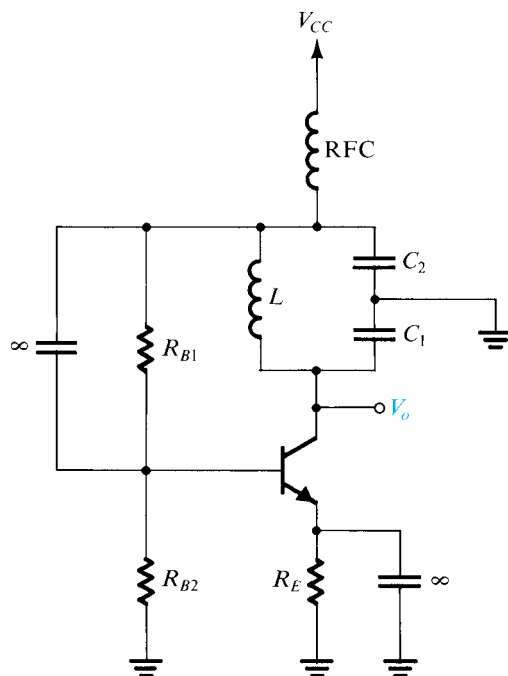 V_CC
RFC
C_2
L
C_1
∞
R_B1
V_o
R_B2
R_E
∞